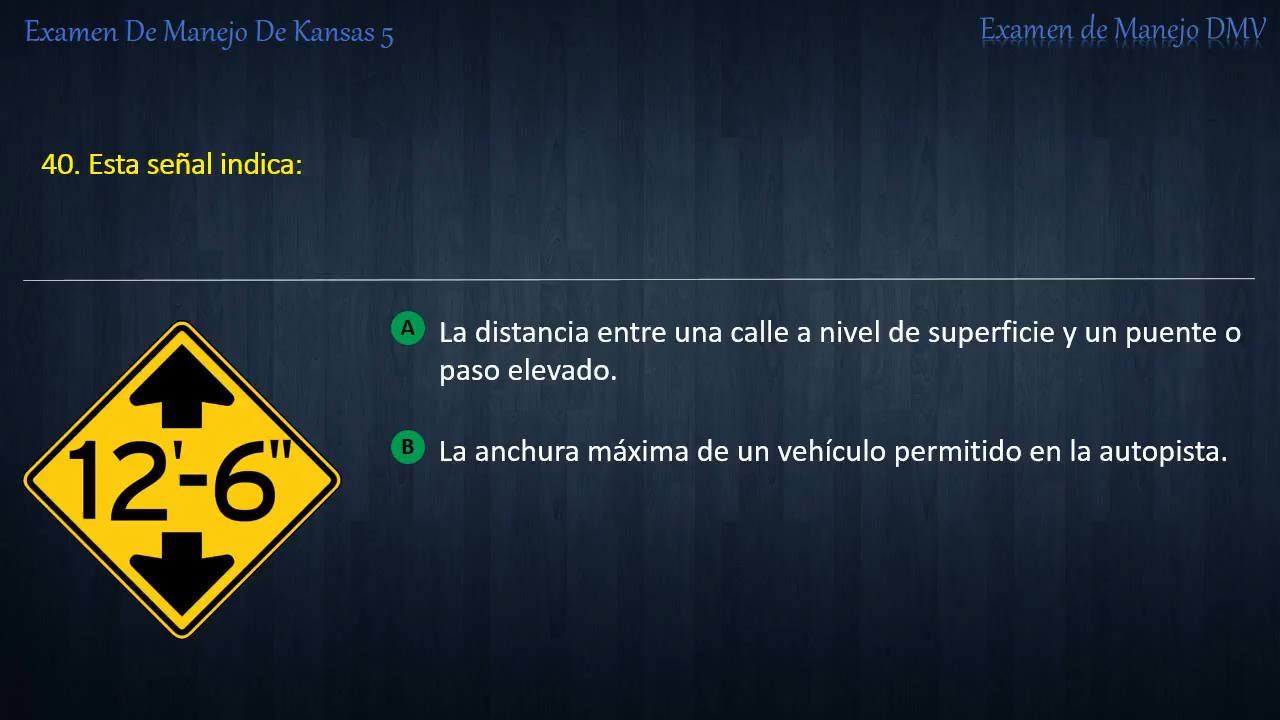 Examen De Manejo De Kansas 5
Examen de Manejo DMV
40. Esta señal indica:
12'-6"
A La distancia entre una calle a nivel de superficie y un puente o
paso elevado.
B La anchura máxima de un vehículo permitido en la autopista.